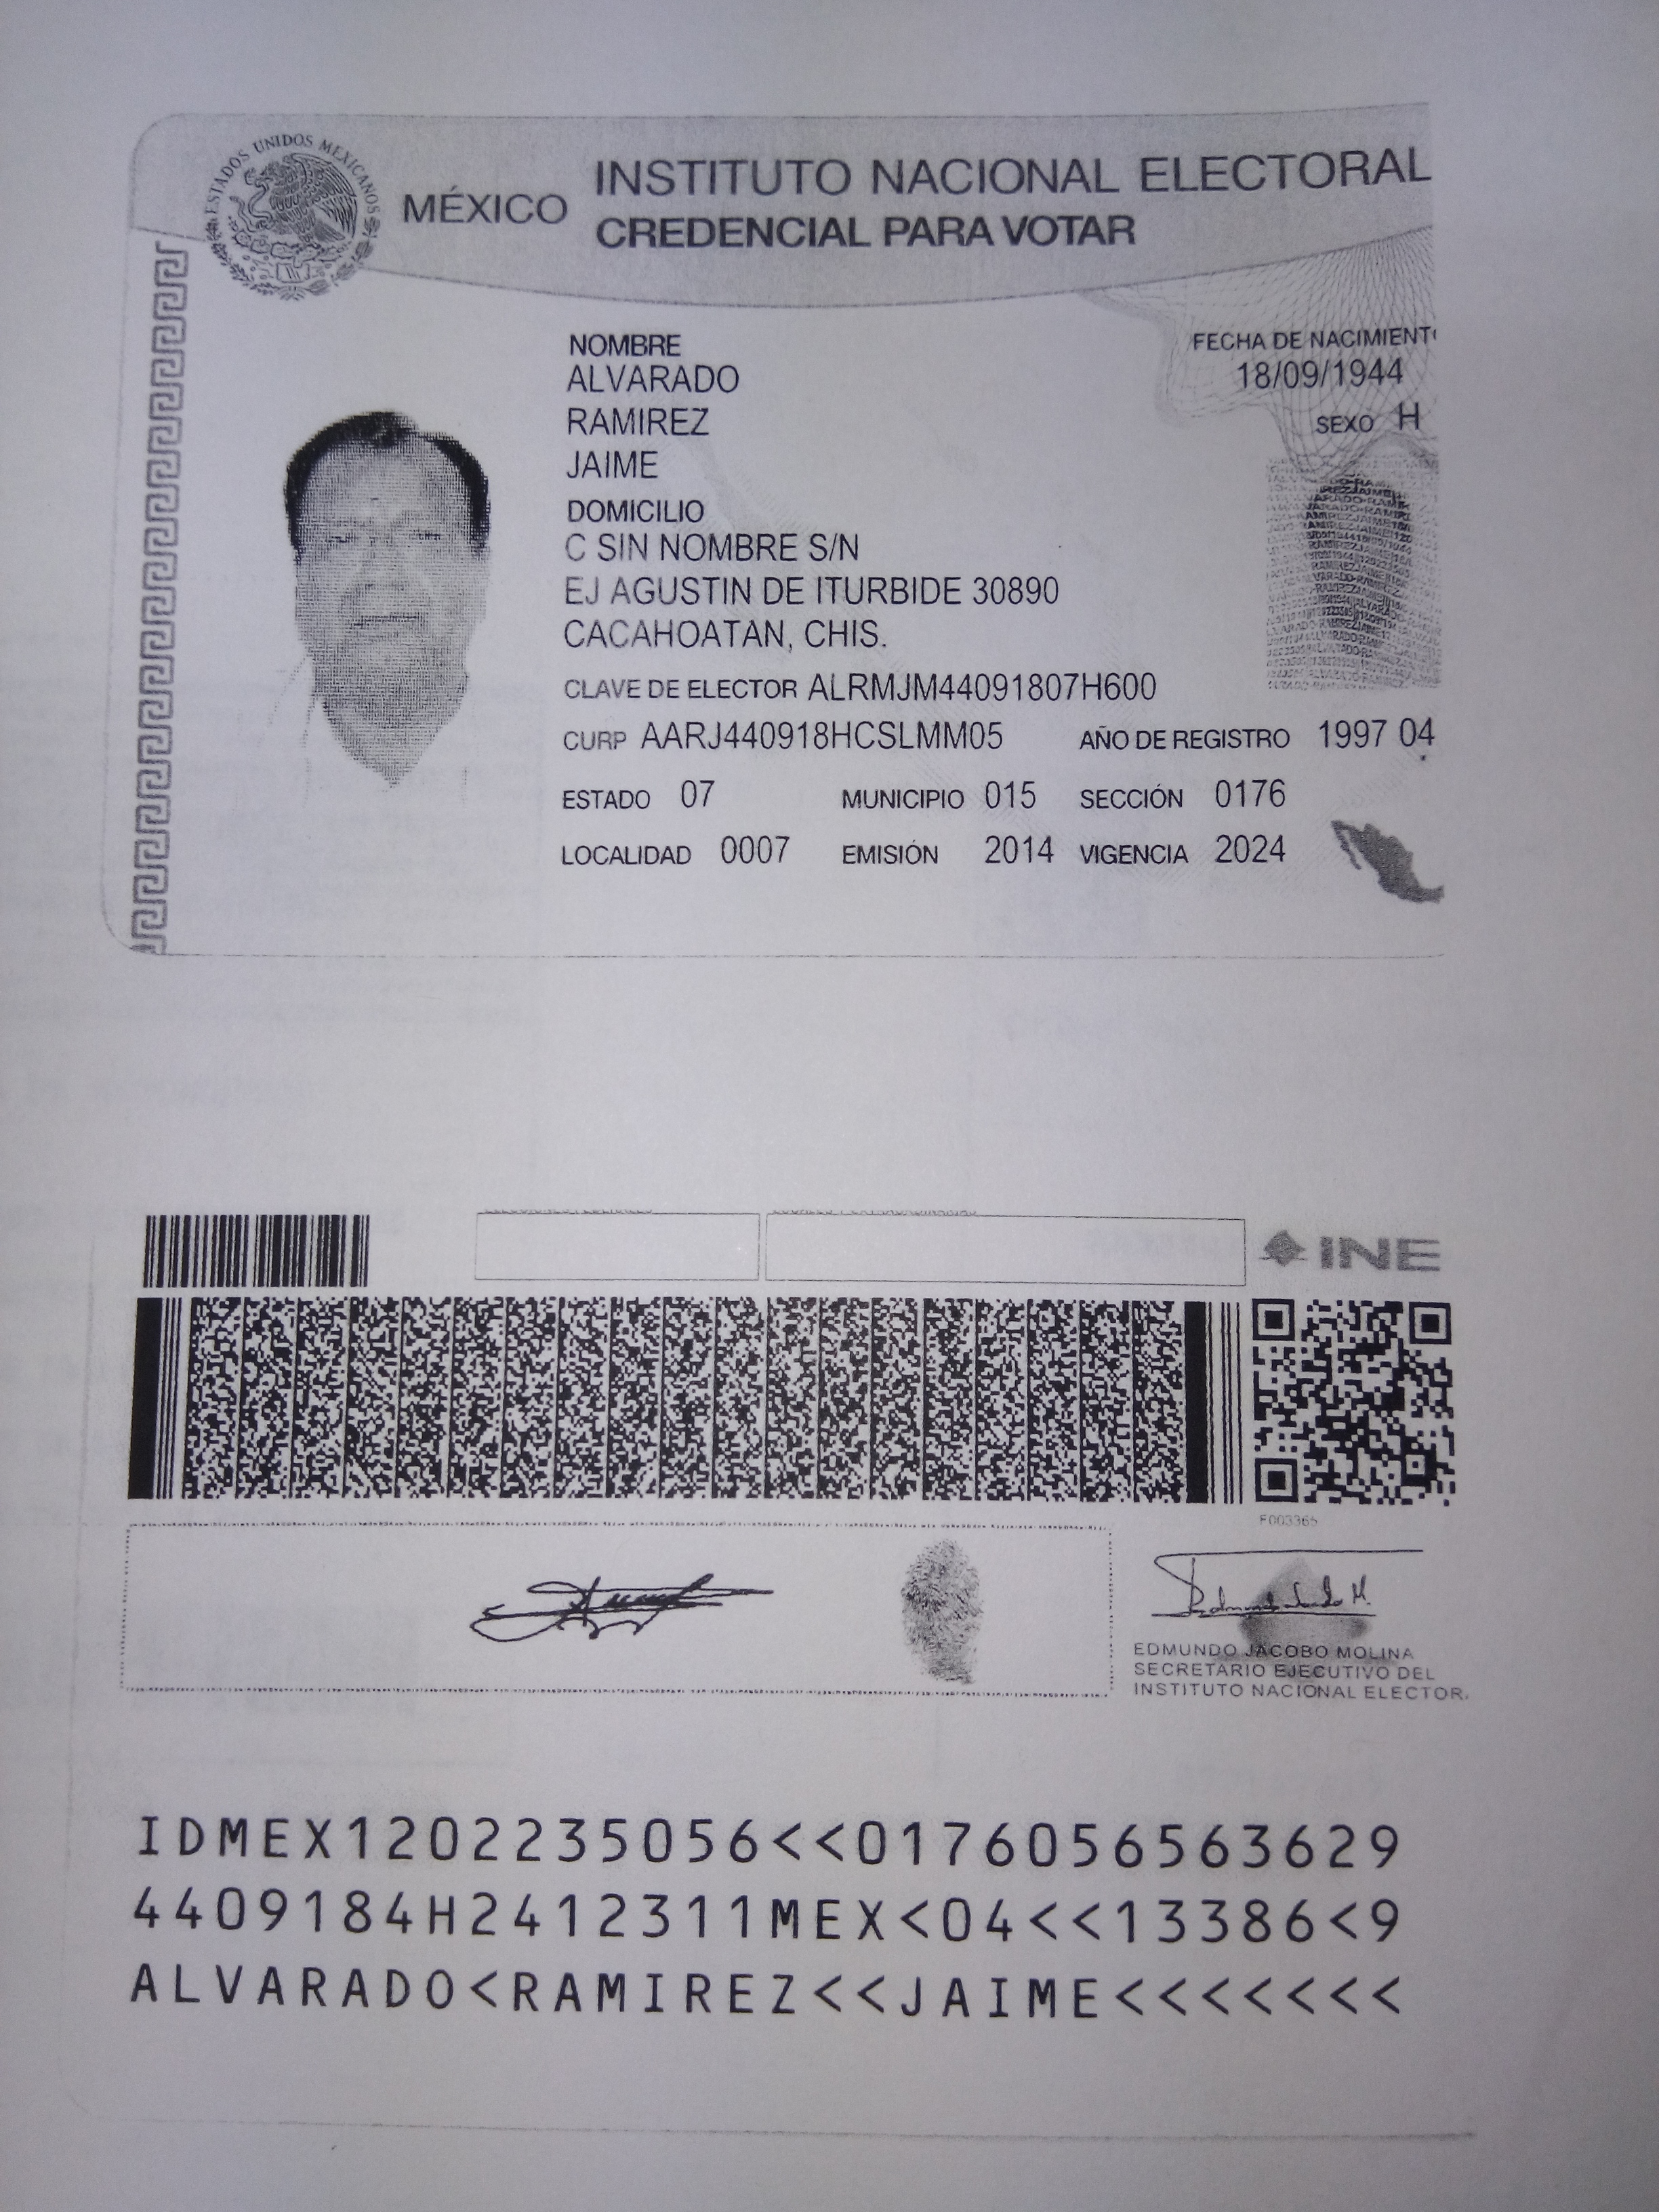 ESTADOS UNIDOS MEXICANOS
MÉXICO
INSTITUTO NACIONAL ELECTORAL
CREDENCIAL PARA VOTAR
NOMBRE
ALVARADO
RAMIREZ
JAIME
FECHA DE NACIMIENTO
18/09/1944
SEXO H
DOMICILIO
C SIN NOMBRE S/N
EJ AGUSTIN DE ITURBIDE 30890
CACAHOATAN, CHIS.
CLAVE DE ELECTOR ALRMJM44091807H600
CURP AARJ440918HCSLMM05 AÑO DE REGISTRO 1997 04
ESTADO 07 MUNICIPIO 015 SECCIÓN 0176
LOCALIDAD 0007 EMISIÓN 2014 VIGENCIA 2024
INE
F003365
EDMUNDO JACOBO MOLINA
SECRETARIO EJECUTIVO DEL
INSTITUTO NACIONAL ELECTOR
IDMEX1202235056<<0176056563629
4409184H2412311MEX<04<<13386<9
ALVARADO<RAMIREZ<<JAIME<<<<<<<